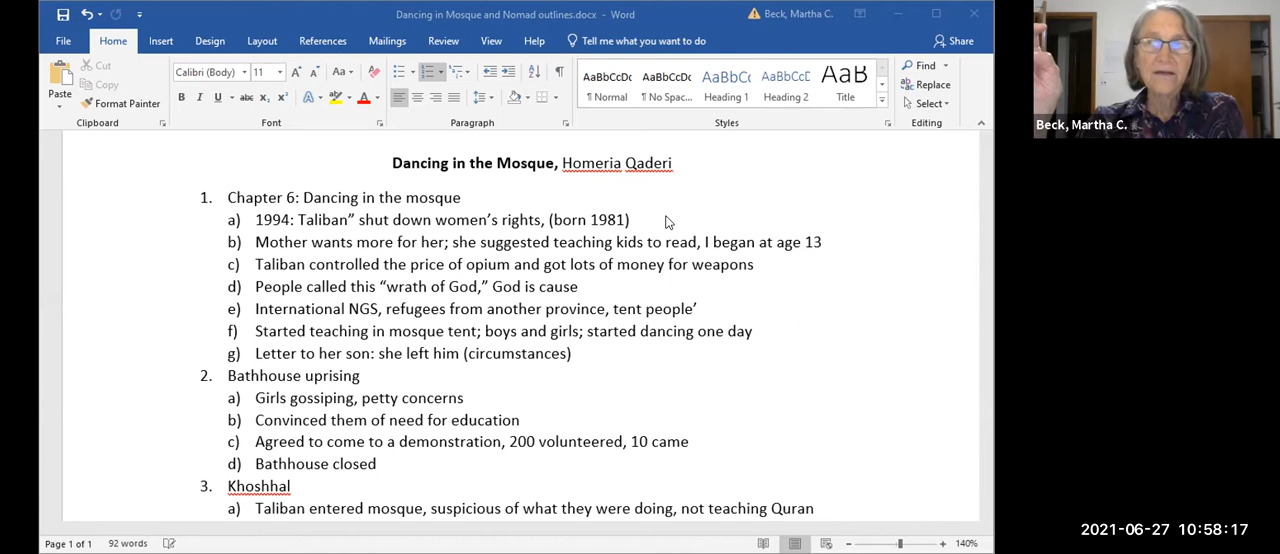 Dancing in Mosque and Nomad outlines.docx - Word
Beck, Martha C.
File Home Insert Design Layout References Mailings Review View Help Tell me what you want to do Share
Paste
Cut
Copy
Format Painter
Clipboard
Calibri (Body) 11
Font
Paragraph
AaBbCcDc AaBbCcDc AaBbCc AaBbCcD AaB
¶ Normal ¶ No Spac... Heading 1 Heading 2 Title
Styles
Find
Replace
Select
Editing
Dancing in the Mosque, Homeria Qaderi
1. Chapter 6: Dancing in the mosque
a) 1994: Taliban” shut down women’s rights, (born 1981)
b) Mother wants more for her; she suggested teaching kids to read, I began at age 13
c) Taliban controlled the price of opium and got lots of money for weapons
d) People called this “wrath of God,” God is cause
e) International NGS, refugees from another province, tent people’
f) Started teaching in mosque tent; boys and girls; started dancing one day
g) Letter to her son: she left him (circumstances)
2. Bathhouse uprising
a) Girls gossiping, petty concerns
b) Convinced them of need for education
c) Agreed to come to a demonstration, 200 volunteered, 10 came
d) Bathhouse closed
3. Khoshhal
a) Taliban entered mosque, suspicious of what they were doing, not teaching Quran
Page 1 of 1 92 words
140%
Beck, Martha C.
2021-06-27 10:58:17